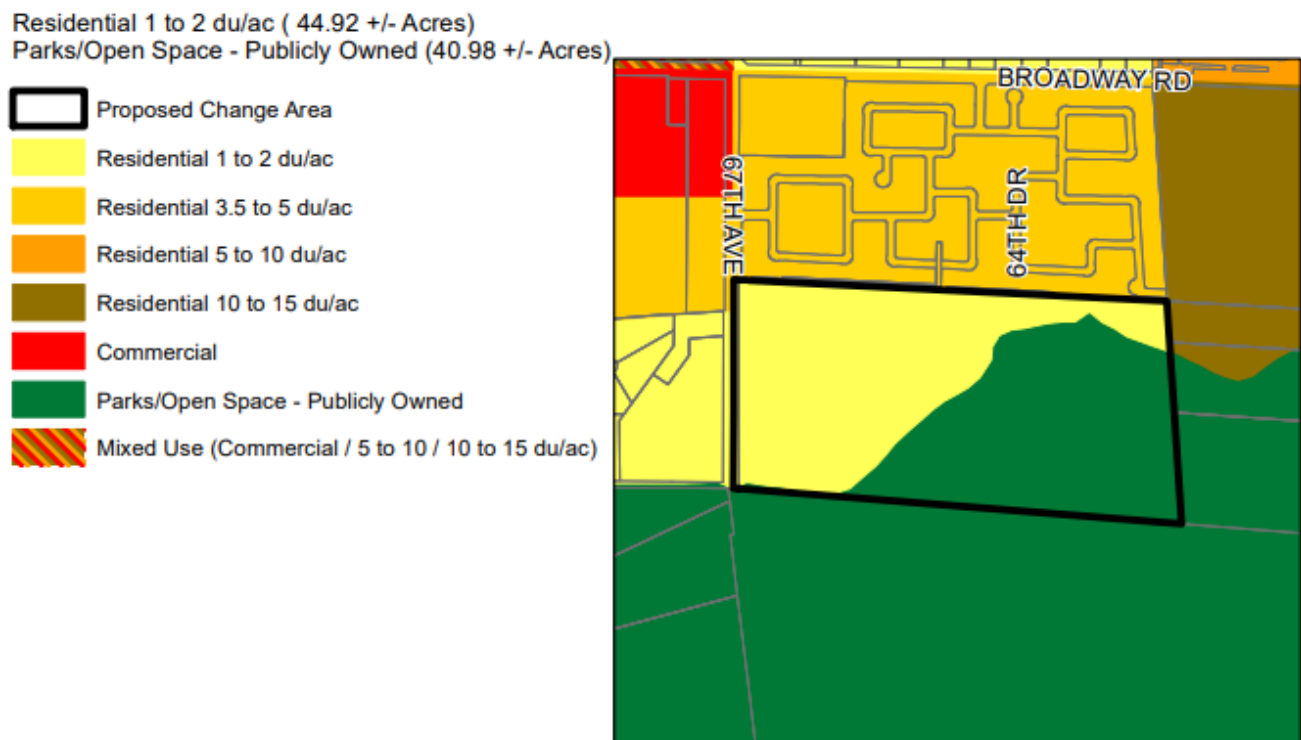 Residential 1 to 2 du/ac ( 44.92 +/- Acres)
Parks/Open Space - Publicly Owned (40.98 +/- Acres)
Proposed Change Area
Residential 1 to 2 du/ac
Residential 3.5 to 5 du/ac
Residential 5 to 10 du/ac
Residential 10 to 15 du/ac
Commercial
Parks/Open Space - Publicly Owned
Mixed Use (Commercial / 5 to 10 / 10 to 15 du/ac)
BROADWAY RD
67TH AVE
64TH DR